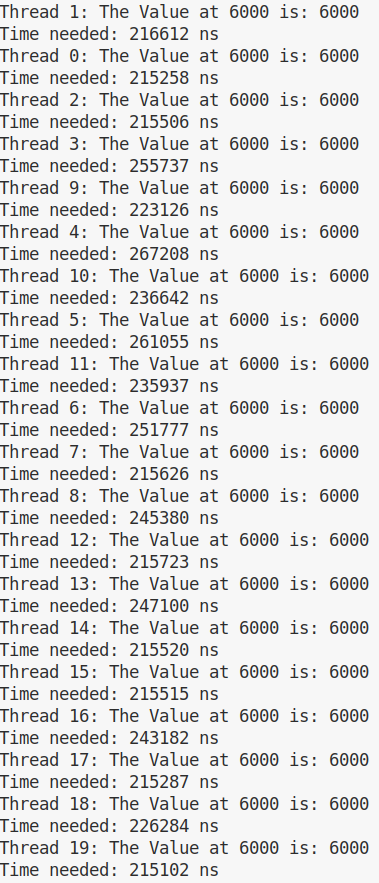 Thread 1: The Value at 6000 is: 6000
Time needed: 216612 ns
Thread 0: The Value at 6000 is: 6000
Time needed: 215258 ns
Thread 2: The Value at 6000 is: 6000
Time needed: 215506 ns
Thread 3: The Value at 6000 is: 6000
Time needed: 255737 ns
Thread 9: The Value at 6000 is: 6000
Time needed: 223126 ns
Thread 4: The Value at 6000 is: 6000
Time needed: 267208 ns
Thread 10: The Value at 6000 is: 6000
Time needed: 236642 ns
Thread 5: The Value at 6000 is: 6000
Time needed: 261055 ns
Thread 11: The Value at 6000 is: 6000
Time needed: 235937 ns
Thread 6: The Value at 6000 is: 6000
Time needed: 251777 ns
Thread 7: The Value at 6000 is: 6000
Time needed: 215626 ns
Thread 8: The Value at 6000 is: 6000
Time needed: 245380 ns
Thread 12: The Value at 6000 is: 6000
Time needed: 215723 ns
Thread 13: The Value at 6000 is: 6000
Time needed: 247100 ns
Thread 14: The Value at 6000 is: 6000
Time needed: 215520 ns
Thread 15: The Value at 6000 is: 6000
Time needed: 215515 ns
Thread 16: The Value at 6000 is: 6000
Time needed: 243182 ns
Thread 17: The Value at 6000 is: 6000
Time needed: 215287 ns
Thread 18: The Value at 6000 is: 6000
Time needed: 226284 ns
Thread 19: The Value at 6000 is: 6000
Time needed: 215102 ns